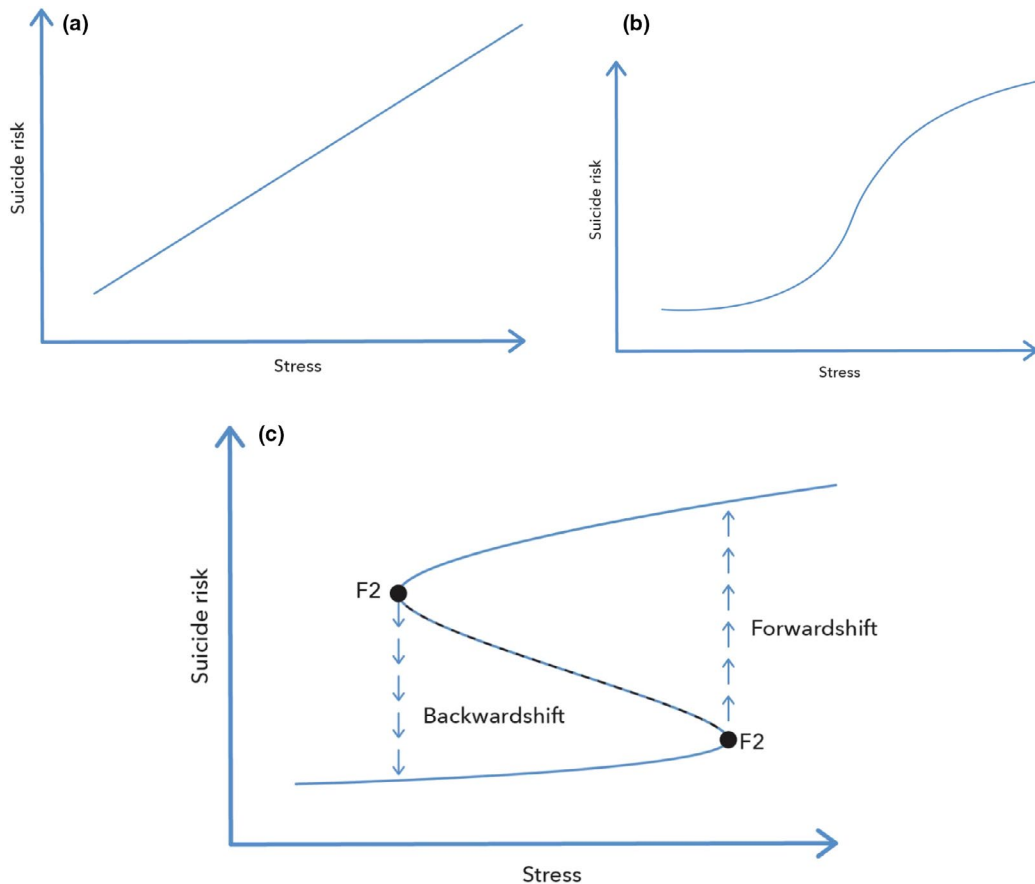 (a)
Suicide risk
Stress
(b)
Suicide risk
Stress
(c)
Suicide risk
F2
Forwardshift
Backwardshift
F2
Stress